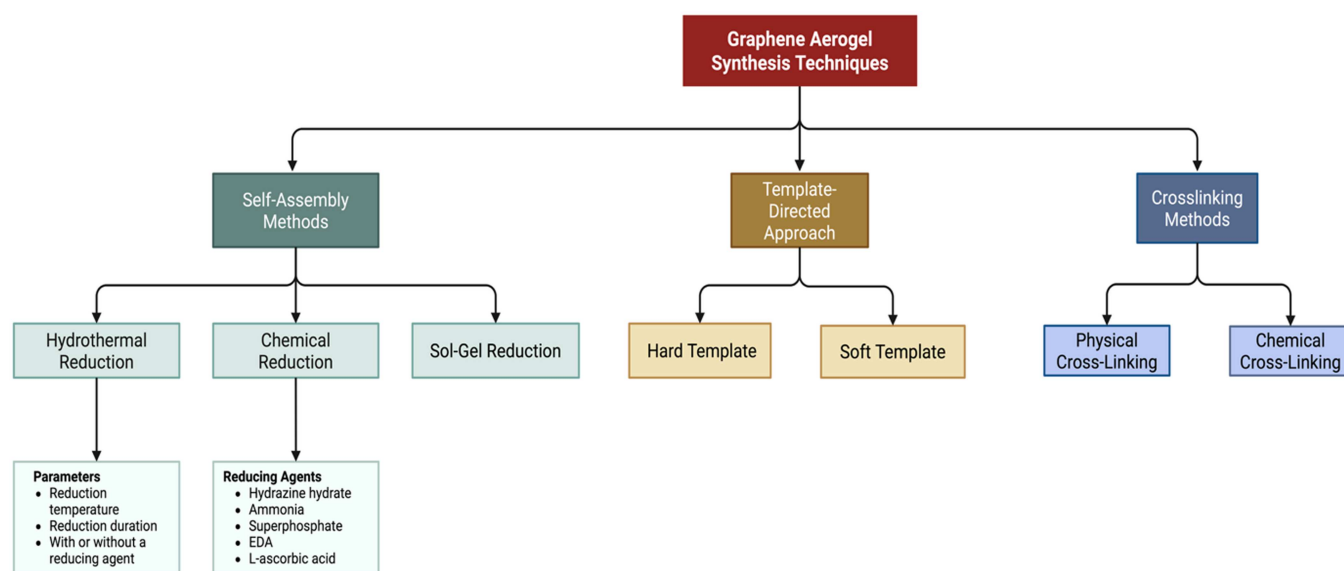 Graphene Aerogel
Synthesis Techniques
Self-Assembly
Methods
Template-
Directed
Approach
Crosslinking
Methods
Hydrothermal
Reduction
Chemical
Reduction
Sol-Gel Reduction
Hard Template
Soft Template
Physical
Cross-Linking
Chemical
Cross-Linking
Parameters
• Reduction
temperature
• Reduction duration
• With or without a
reducing agent
Reducing Agents
• Hydrazine hydrate
• Ammonia
• Superphosphate
• EDA
• L-ascorbic acid